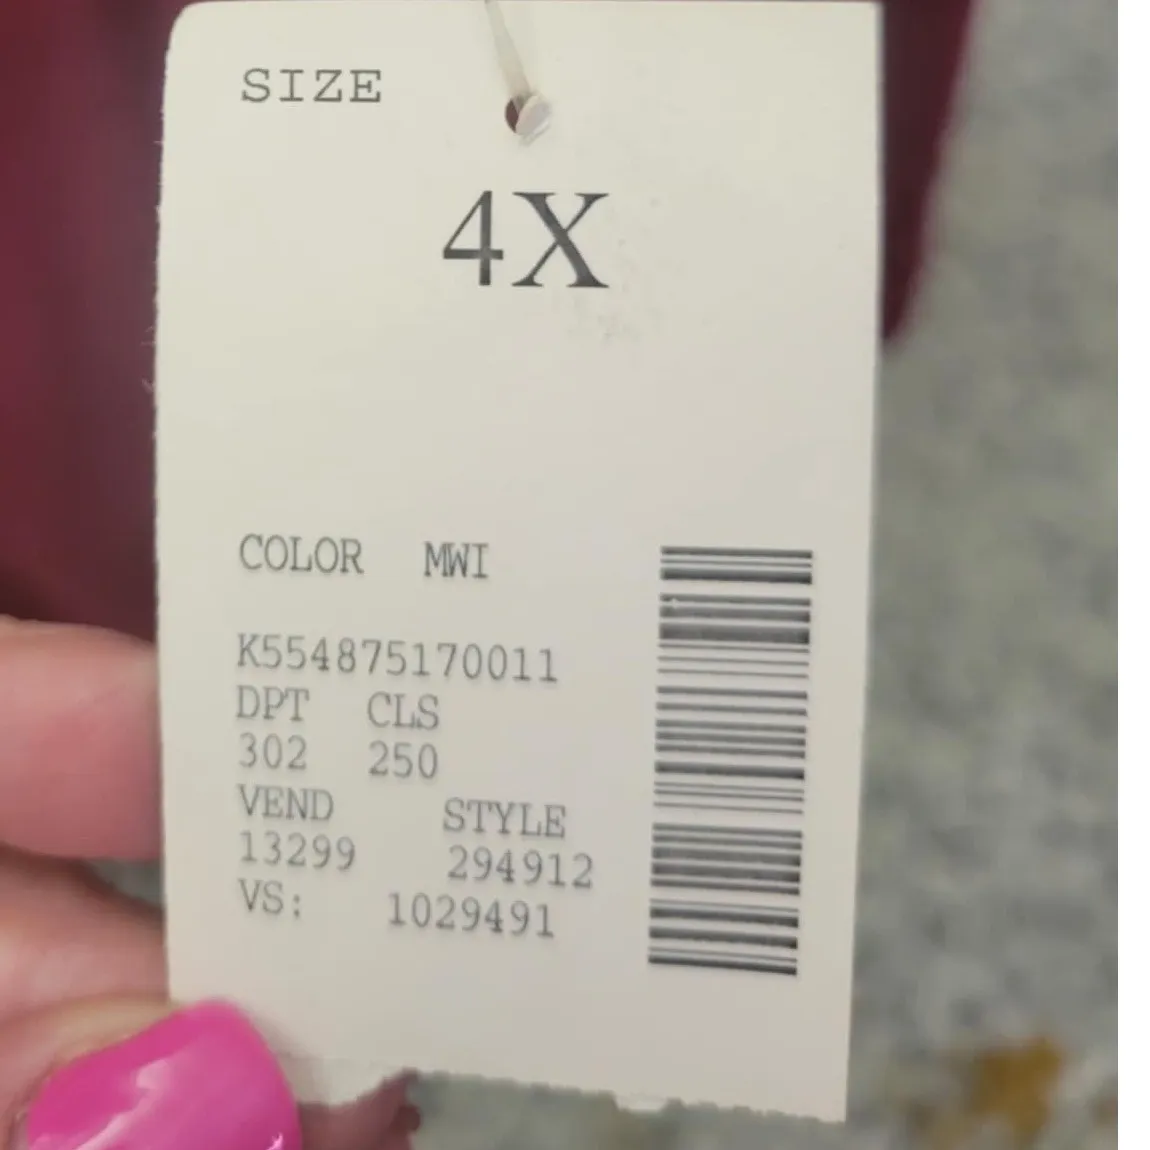 SIZE
4X
COLOR MWI
K554875170011
DPT CLS
302 250
VEND STYLE
13299 294912
VS: 1029491